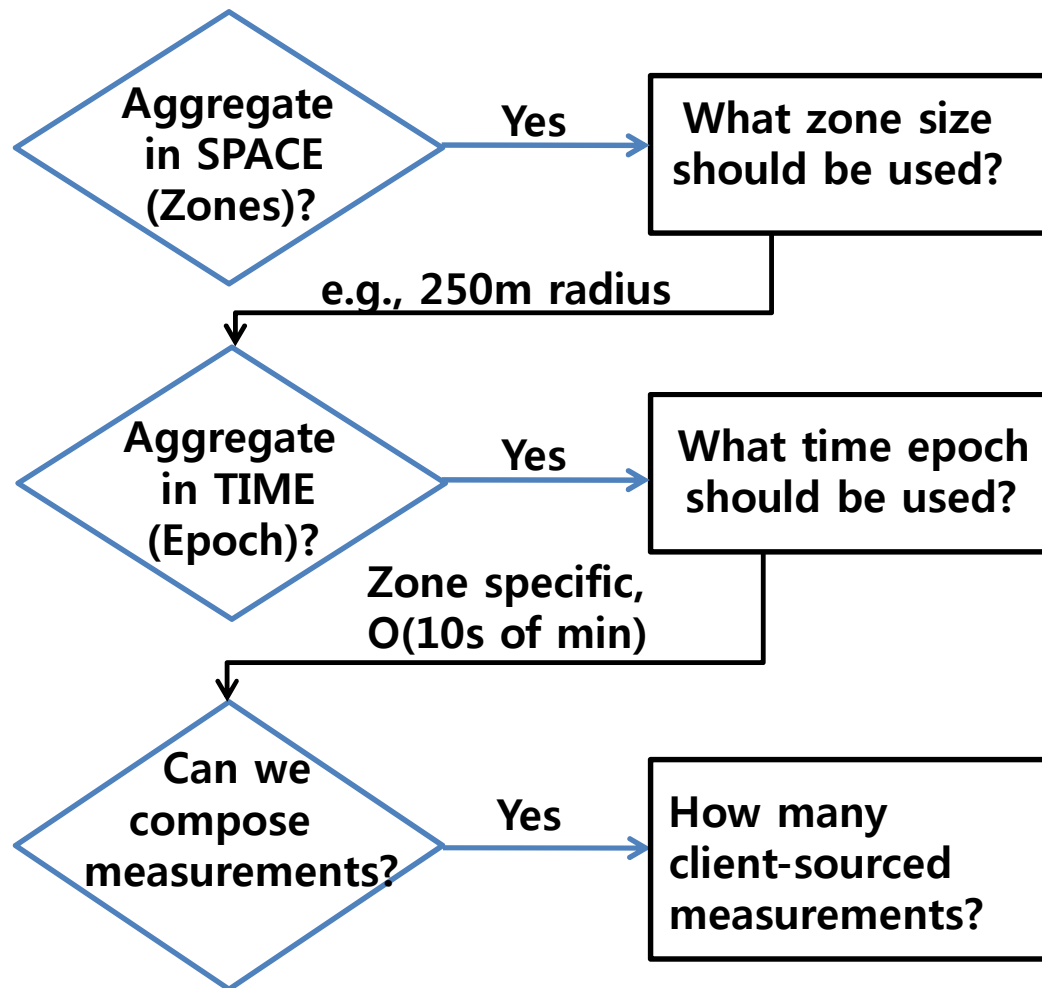 Aggregate
in SPACE
(Zones)?
Yes
What zone size
should be used?
e.g., 250m radius
Aggregate
in TIME
(Epoch)?
Yes
What time epoch
should be used?
Zone specific,
O(10s of min)
Can we
compose
measurements?
Yes
How many
client-sourced
measurements?